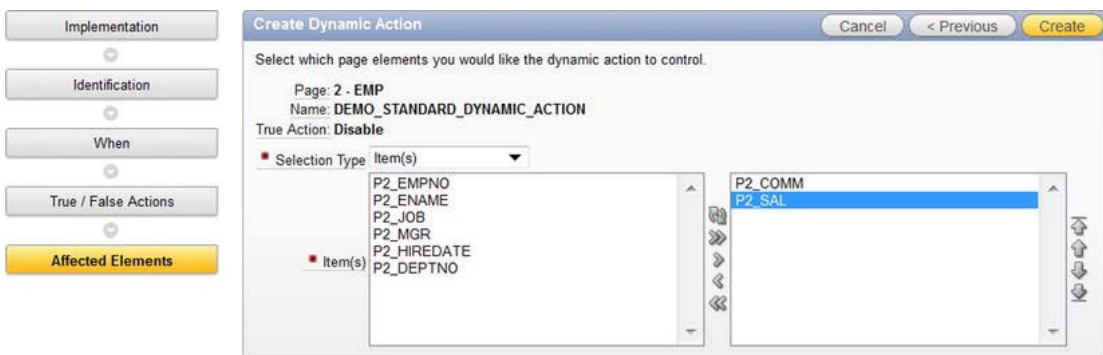 Implementation
Identification
When
True / False Actions
Affected Elements
Create Dynamic Action
Cancel
< Previous
Create
Select which page elements you would like the dynamic action to control.
Page: 2 - EMP
Name: DEMO_STANDARD_DYNAMIC_ACTION
True Action: Disable
Selection Type Item(s)
Item(s)
P2_EMPNO
P2_ENAME
P2_JOB
P2_MGR
P2_HIREDATE
P2_DEPTNO
P2_COMM
P2_SAL